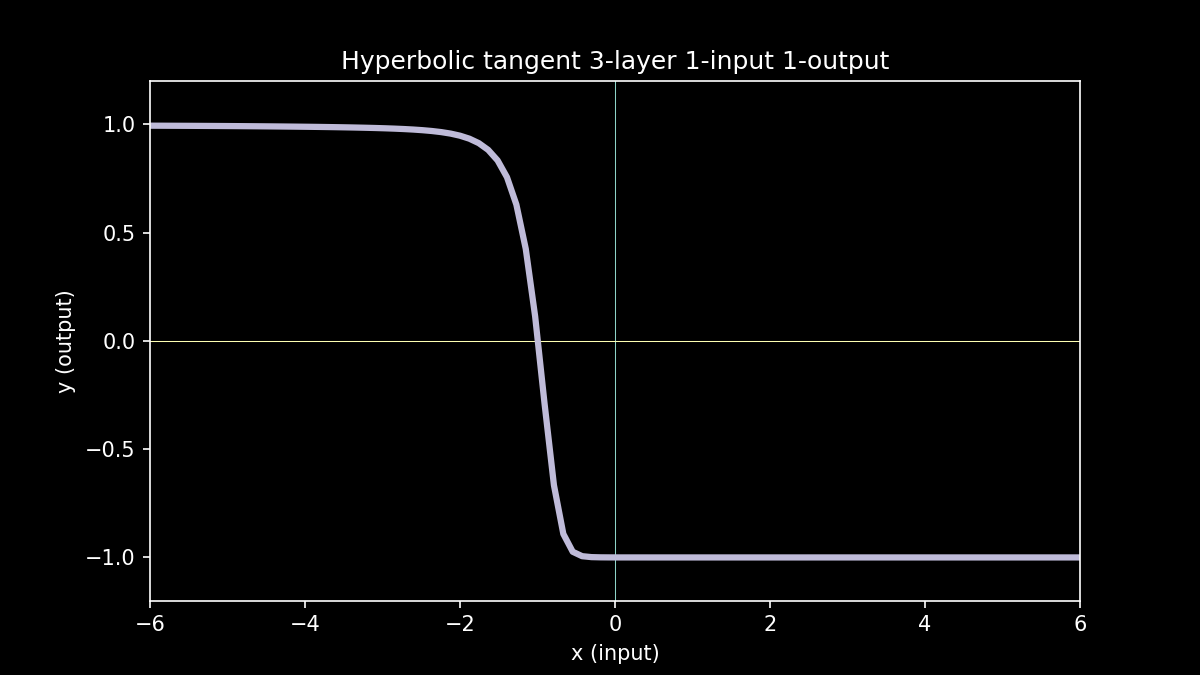 Hyperbolic tangent 3-layer 1-input 1-output
1.0
0.5
0.0
−0.5
−1.0
y (output)
−6 −4 −2 0 2 4 6
x (input)